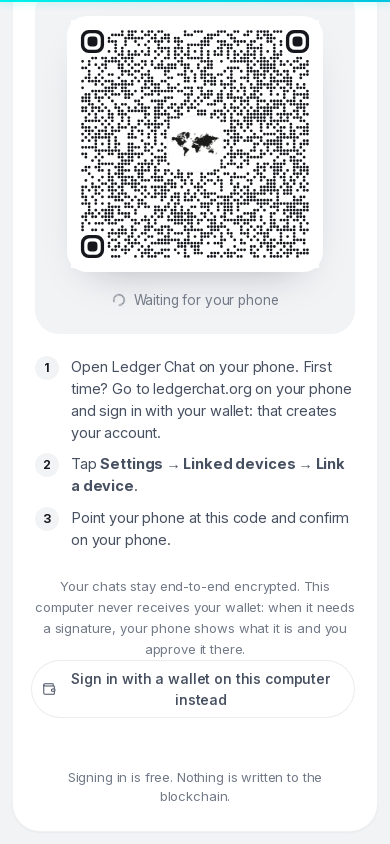 Waiting for your phone
1 Open Ledger Chat on your phone. First
time? Go to ledgerchat.org on your phone
and sign in with your wallet: that creates
your account.
2 Tap Settings → Linked devices → Link
a device.
3 Point your phone at this code and confirm
on your phone.
Your chats stay end-to-end encrypted. This
computer never receives your wallet: when it needs
a signature, your phone shows what it is and you
approve it there.
Sign in with a wallet on this computer
instead
Signing in is free. Nothing is written to the
blockchain.